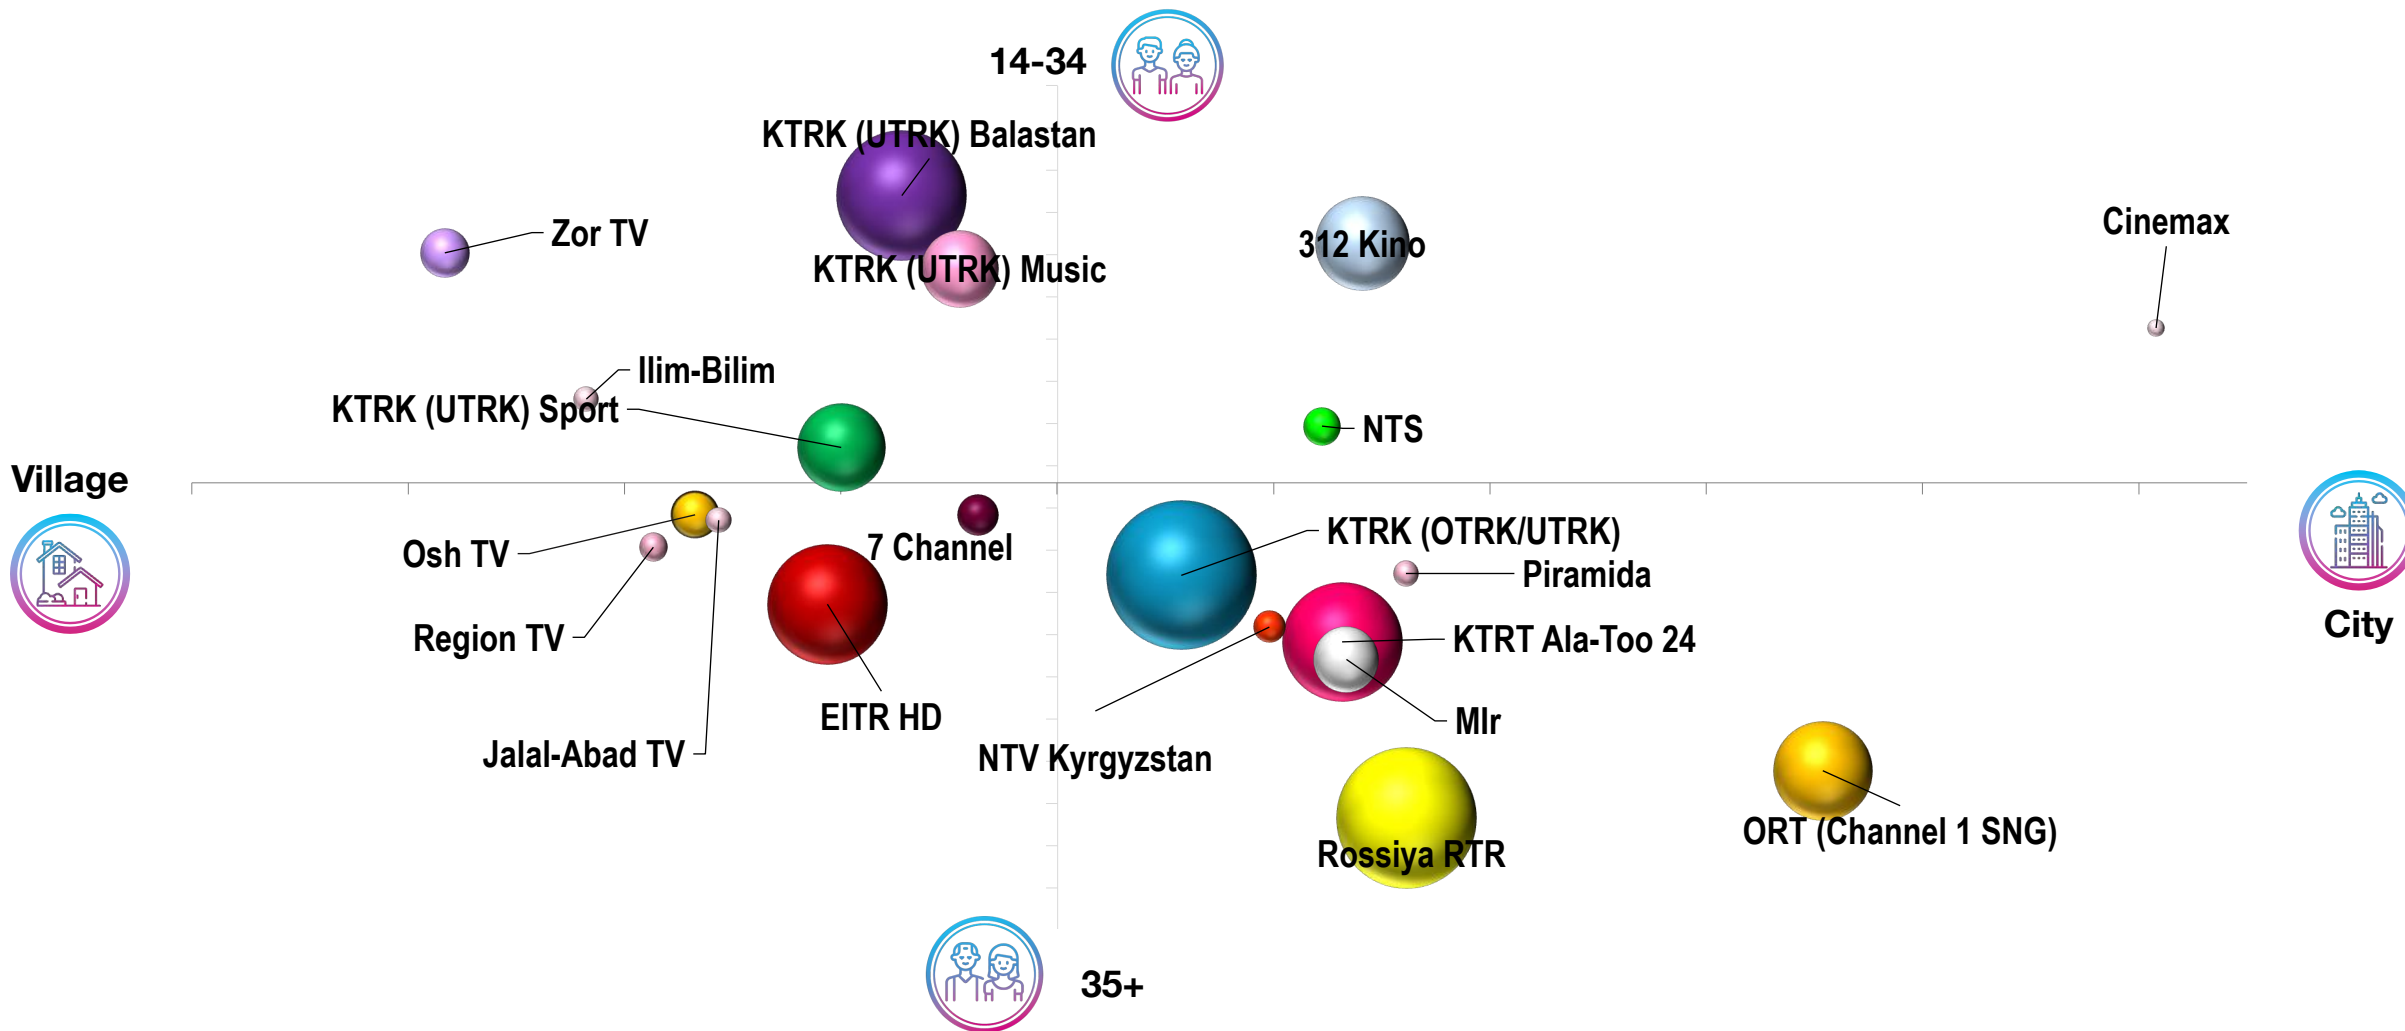 14-34
KTRK (UTRK) Balastan
Zor TV
Cinemax
312 Kino
KTRK (UTRK) Music
Ilim-Bilim
KTRK (UTRK) Sport
NTS
Village
KTRK (OTRK/UTRK)
7 Channel
Osh TV
Piramida
City
Region TV
KTRT Ala-Too 24
EITR HD
MIr
Jalal-Abad TV
NTV Kyrgyzstan
ORT (Channel 1 SNG)
Rossiya RTR
35+